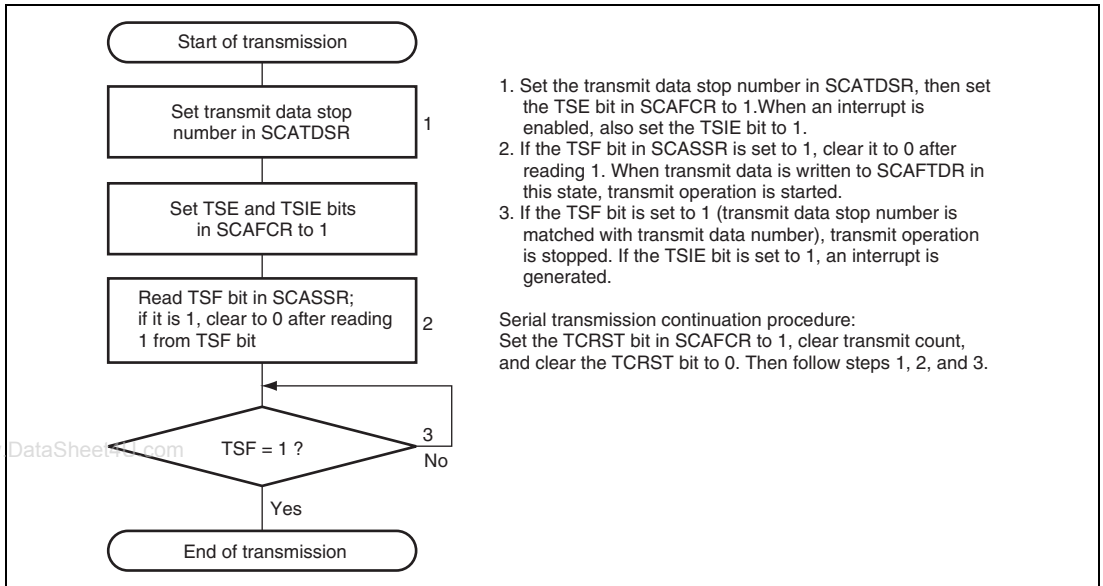 Start of transmission
Set transmit data stop
number in SCATDSR
1
Set TSE and TSIE bits
in SCAFCR to 1
Read TSF bit in SCASSR;
if it is 1, clear to 0 after reading
1 from TSF bit
2
TSF = 1 ?
3
No
Yes
End of transmission
1. Set the transmit data stop number in SCATDSR, then set
the TSE bit in SCAFCR to 1.When an interrupt is
enabled, also set the TSIE bit to 1.
2. If the TSF bit in SCASSR is set to 1, clear it to 0 after
reading 1. When transmit data is written to SCAFTDR in
this state, transmit operation is started.
3. If the TSF bit is set to 1 (transmit data stop number is
matched with transmit data number), transmit operation
is stopped. If the TSIE bit is set to 1, an interrupt is
generated.
Serial transmission continuation procedure:
Set the TCRST bit in SCAFCR to 1, clear transmit count,
and clear the TCRST bit to 0. Then follow steps 1, 2, and 3.
DataSheet4U.com